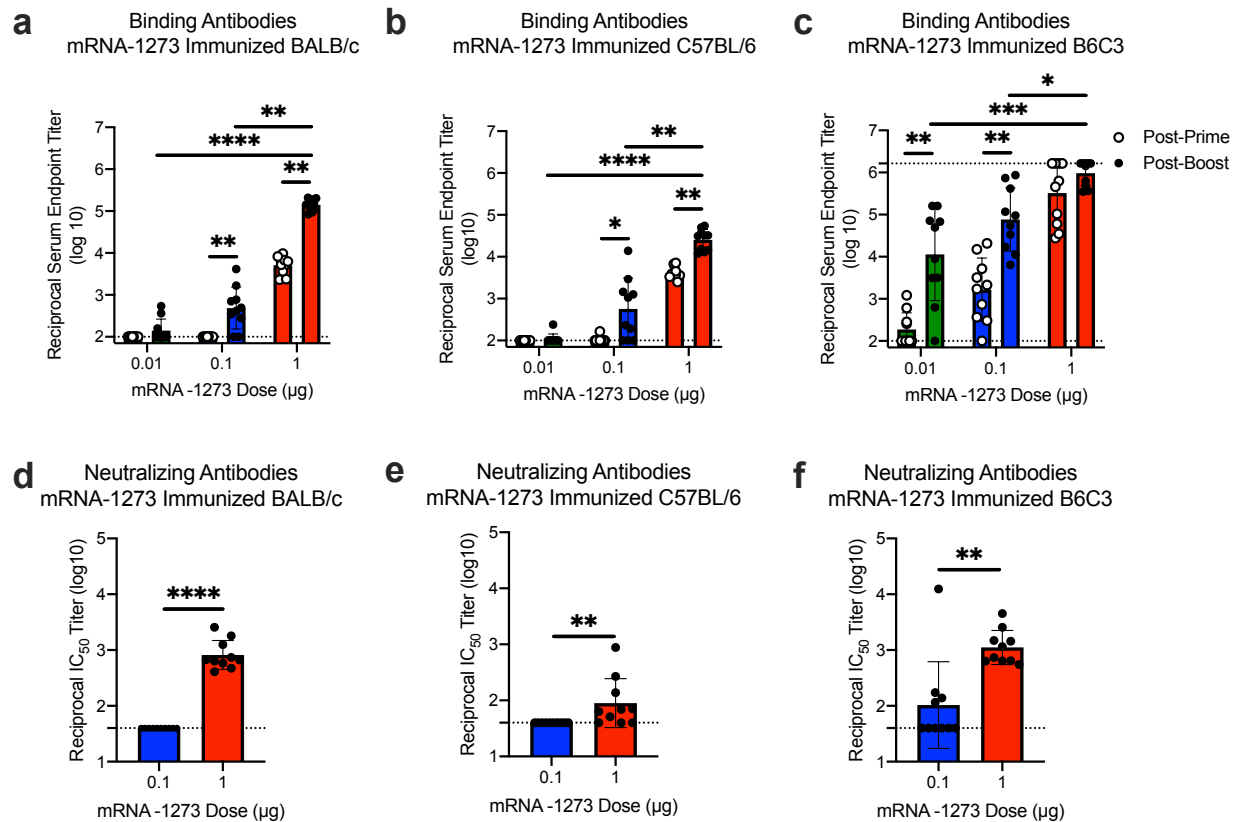 a
Binding Antibodies
mRNA-1273 Immunized BALB/c
Reciprocal Serum Endpoint Titer
(log 10)
7
6
5
4
3
2
**
****
**
**
0.01
0.1
1
mRNA -1273 Dose (µg)
b
Binding Antibodies
mRNA-1273 Immunized C57BL/6
Reciprocal Serum Endpoint Titer
(log10)
7
6
5
4
3
2
**
****
**
*
0.01
0.1
1
mRNA -1273 Dose (µg)
c
Binding Antibodies
mRNA-1273 Immunized B6C3
Reciprocal Serum Endpoint Titer
(log 10)
7
6
5
4
3
2
*
***
**
**
0.01
0.1
1
mRNA -1273 Dose (µg)
Post-Prime
Post-Boost
d
Neutralizing Antibodies
mRNA-1273 Immunized BALB/c
Reciprocal IC50 Titer (log10)
5
4
3
2
1
****
0.1
1
mRNA -1273 Dose (µg)
e
Neutralizing Antibodies
mRNA-1273 Immunized C57BL/6
Reciprocal IC50 Titer (log10)
5
4
3
2
1
**
0.1
1
mRNA -1273 Dose (µg)
f
Neutralizing Antibodies
mRNA-1273 Immunized B6C3
Reciprocal IC50 Titer (log10)
5
4
3
2
1
**
0.1
1
mRNA -1273 Dose (µg)